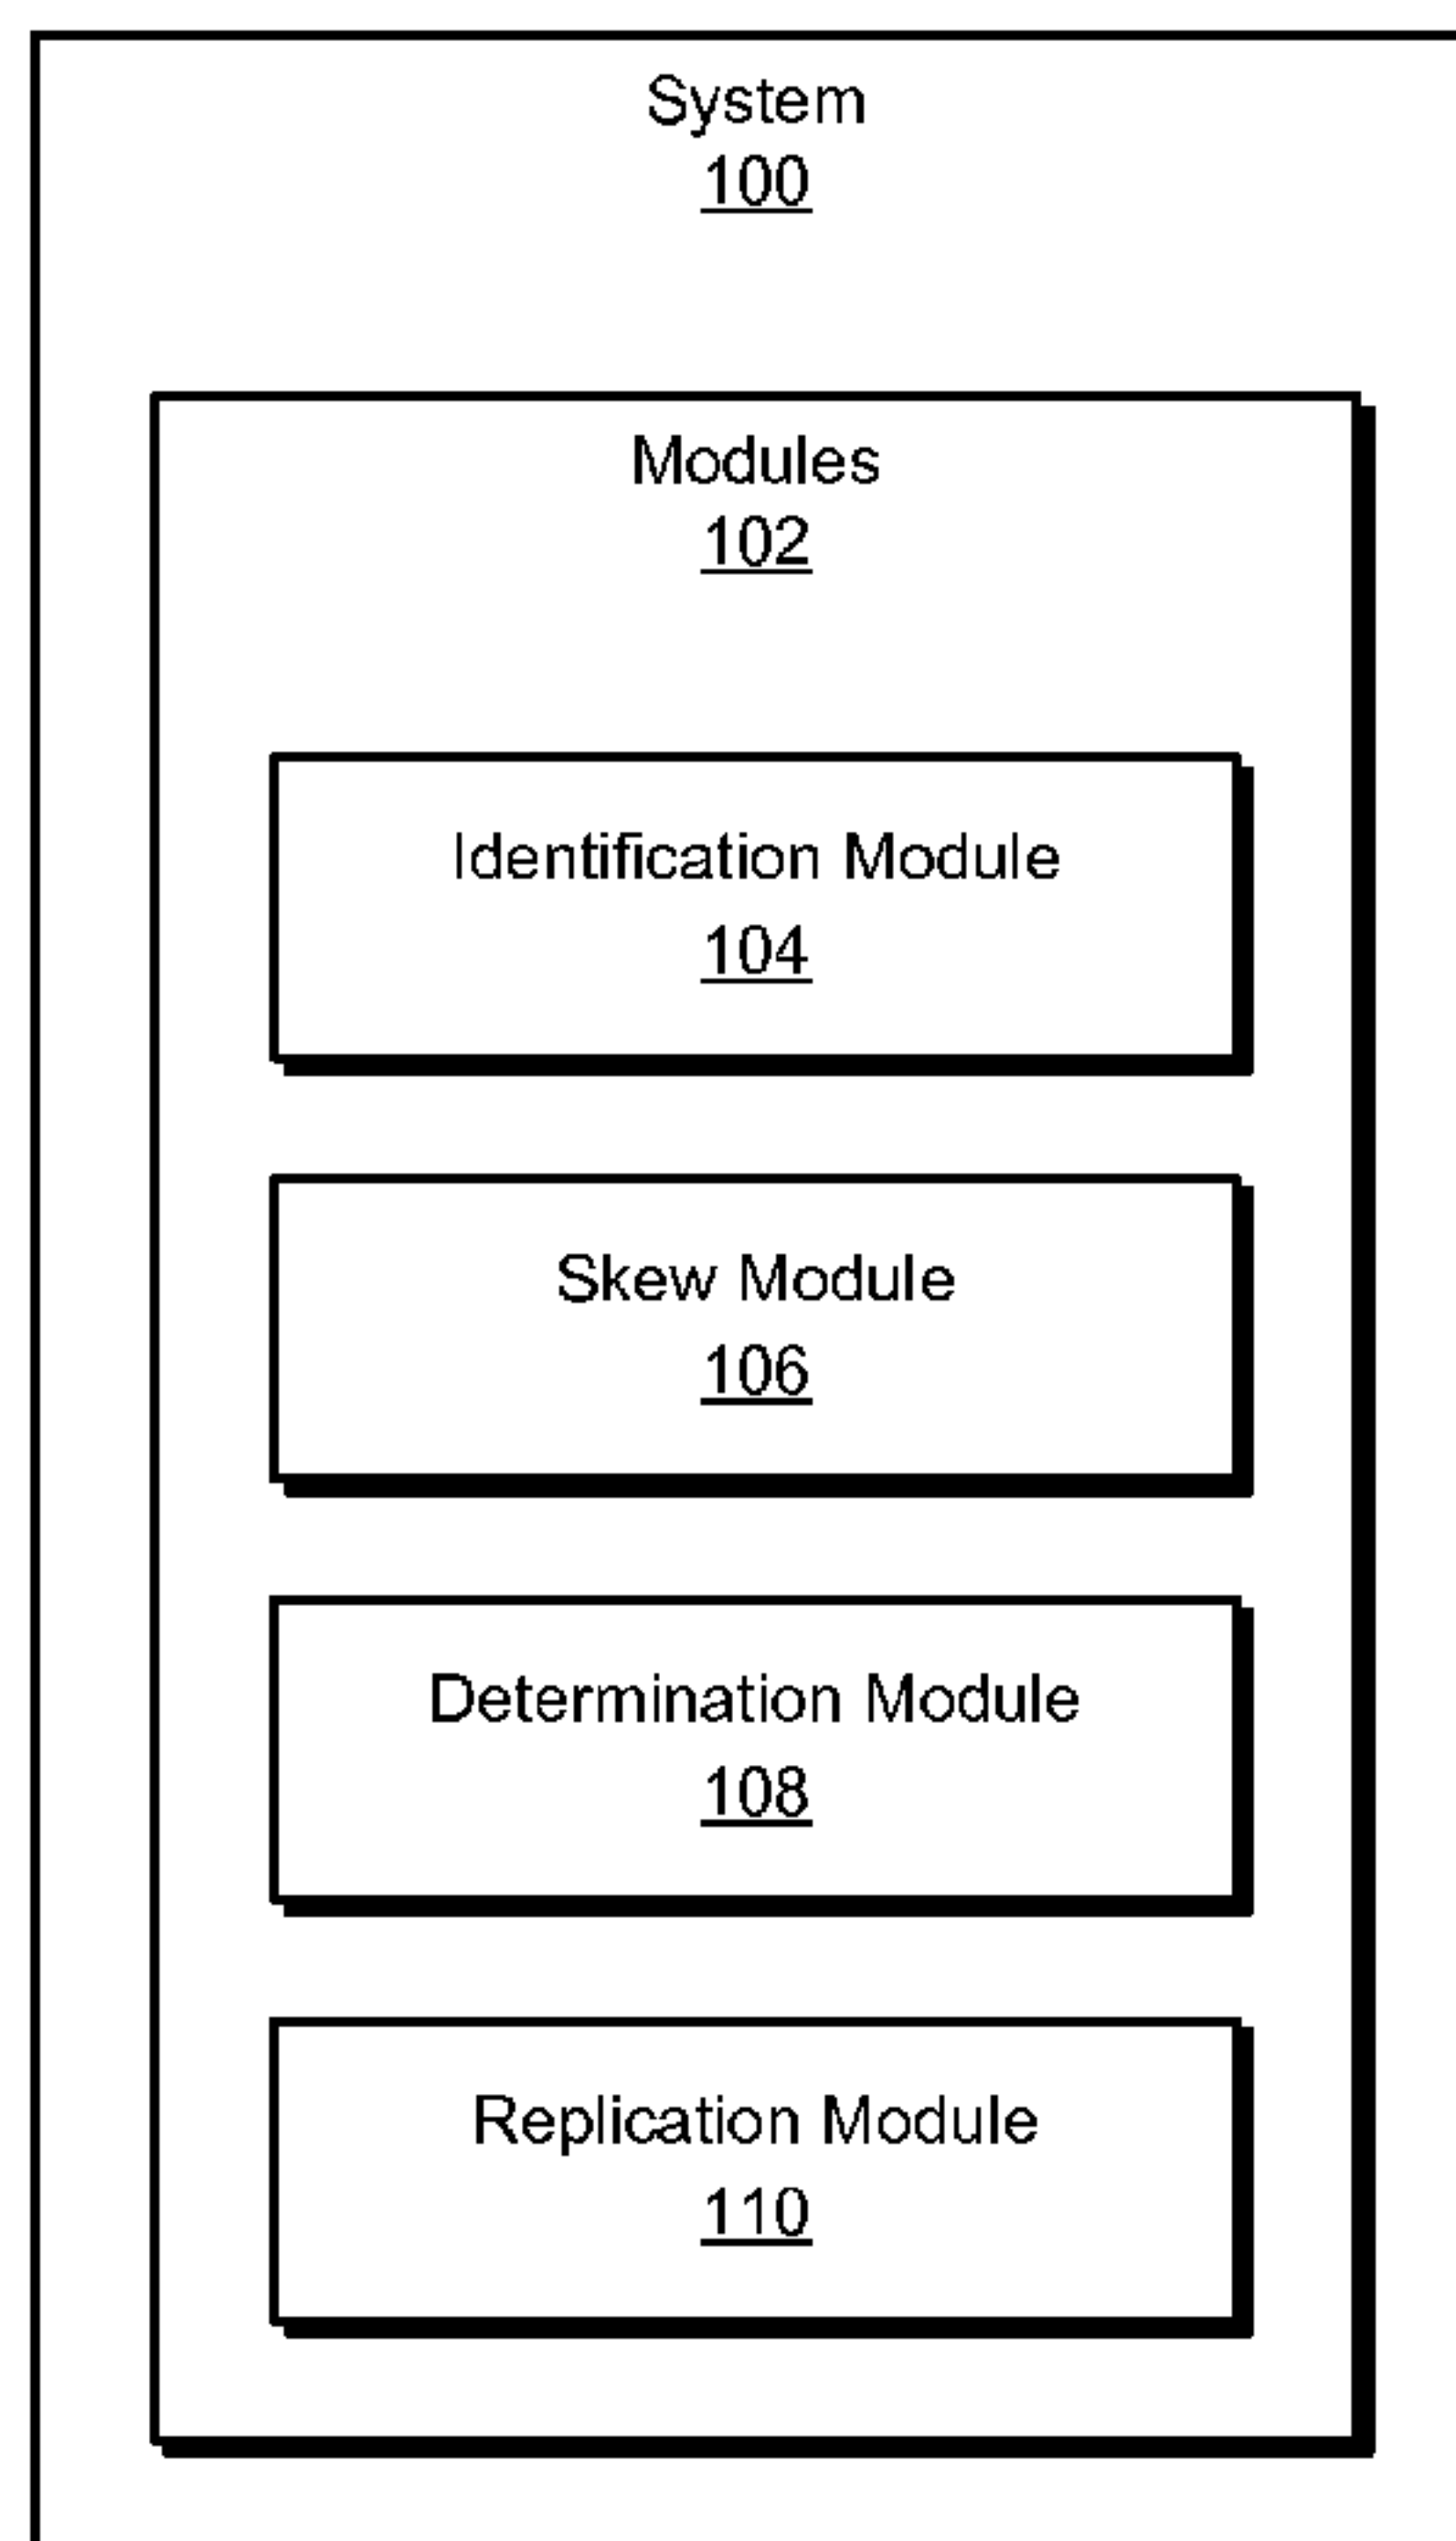 System
100
Modules
102
Identification Module
104
Skew Module
106
Determination Module
108
Replication Module
110